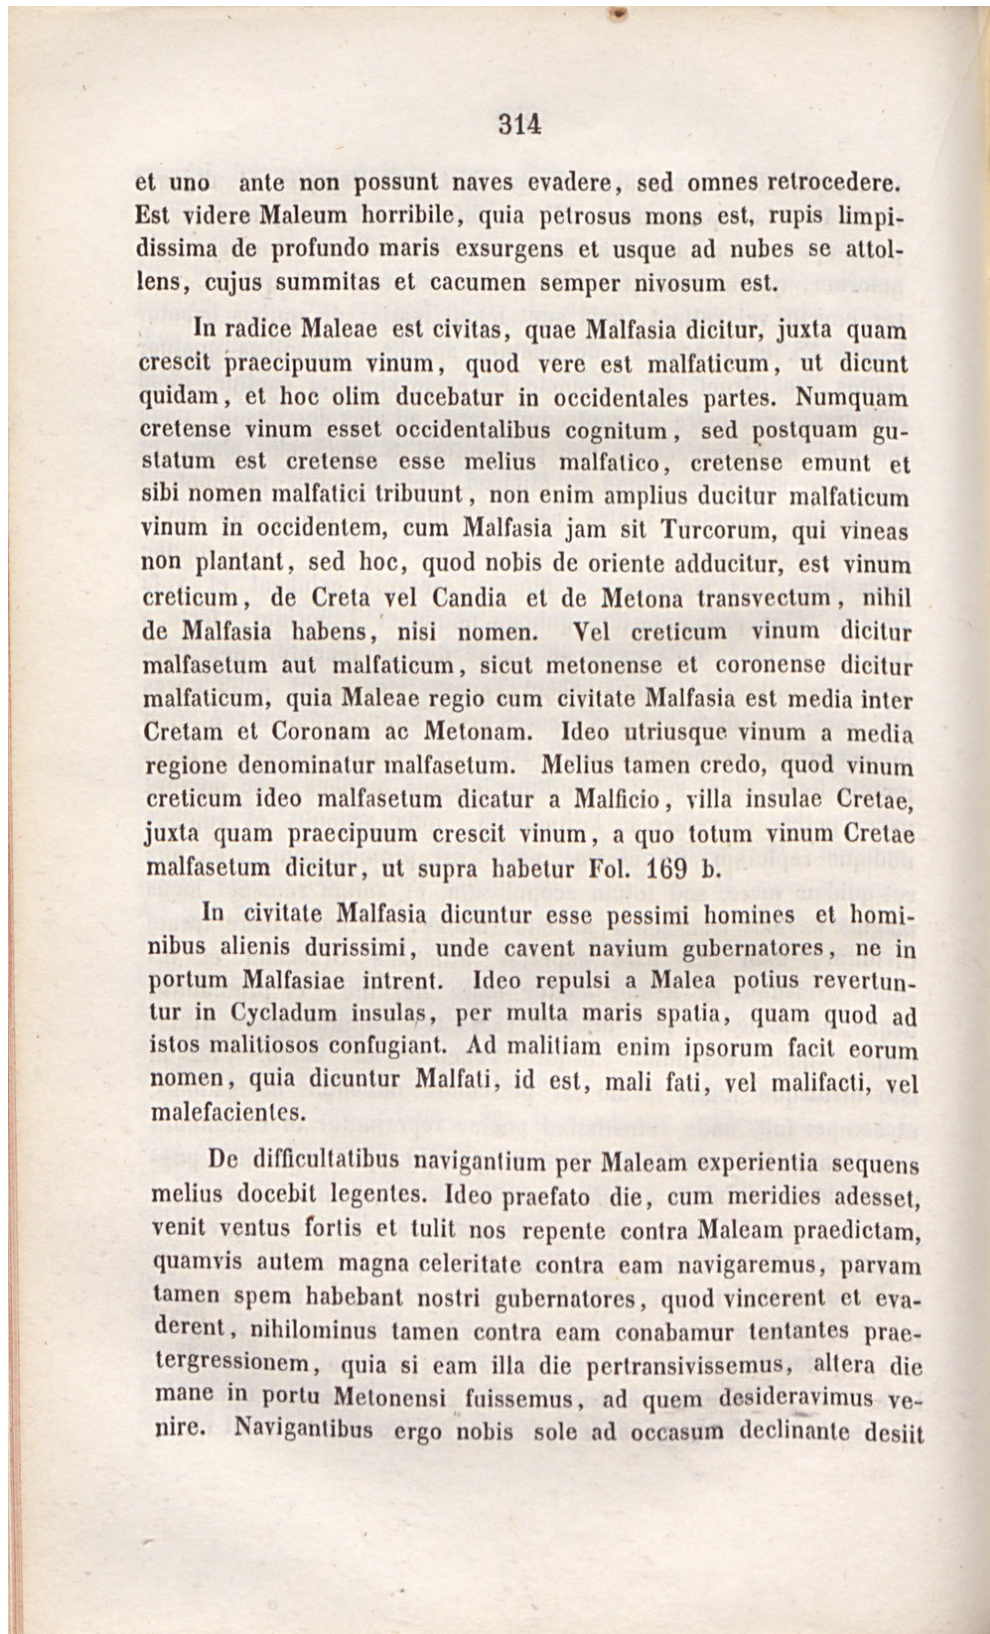 314
et uno ante non possunt naves evadere, sed omnes retrocedere.
Est videre Maleum horribile, quia petrosus mons est, rupis limpi-
dissima de profundo maris exsurgens et usque ad nubes se attol-
lens, cujus summitas et cacumen semper nivosum est.
In radice Maleae est civitas, quae Malfasia dicitur, juxta quam
crescit praecipuum vinum, quod vere est malfaticum, ut dicunt
quidam, et hoc olim ducebatur in occidentales partes. Numquam
cretense vinum esset occidentalibus cognitum, sed postquam gu-
statum est cretense esse melius malfatico, cretense emunt et
sibi nomen malfatici tribuunt, non enim amplius ducitur malfaticum
vinum in occidentem, cum Malfasia jam sit Turcorum, qui vineas
non plantant, sed hoc, quod nobis de oriente adducitur, est vinum
creticum, de Creta vel Candia et de Metona transvectum, nihil
de Malfasia habens, nisi nomen. Vel creticum vinum dicitur
malfasetum aut malfaticum, sicut metonense et coronense dicitur
malfaticum, quia Maleae regio cum civitate Malfasia est media inter
Cretam et Coronam ac Metonam. Ideo utriusque vinum a media
regione denominatur malfasetum. Melius tamen credo, quod vinum
creticum ideo malfasetum dicatur a Malficio, villa insulae Cretae,
juxta quam praecipuum crescit vinum, a quo totum vinum Cretae
malfasetum dicitur, ut supra habetur Fol. 169 b.
In civitate Malfasia dicuntur esse pessimi homines et homi-
nibus alienis durissimi, unde cavent navium gubernatores, ne in
portum Malfasiae intrent. Ideo repulsi a Malea potius revertun-
tur in Cycladum insulas, per multa maris spatia, quam quod ad
istos malitiosos confugiant. Ad malitiam enim ipsorum facit eorum
nomen, quia dicuntur Malfati, id est, mali fati, vel malifacti, vel
malefacientes.
De difficultatibus navigantium per Maleam experientia sequens
melius docebit legentes. Ideo praefato die, cum meridies adesset,
venit ventus fortis et tulit nos repente contra Maleam praedictam,
quamvis autem magna celeritate contra eam navigaremus, parvam
tamen spem habebant nostri gubernatores, quod vincerent et eva-
derent, nihilominus tamen contra eam conabamur tentantes prae-
tergressionem, quia si eam illa die pertransivissemus, altera die
mane in portu Metonensi fuissemus, ad quem desideravimus ve-
nire. Navigantibus ergo nobis sole ad occasum declinante desiit